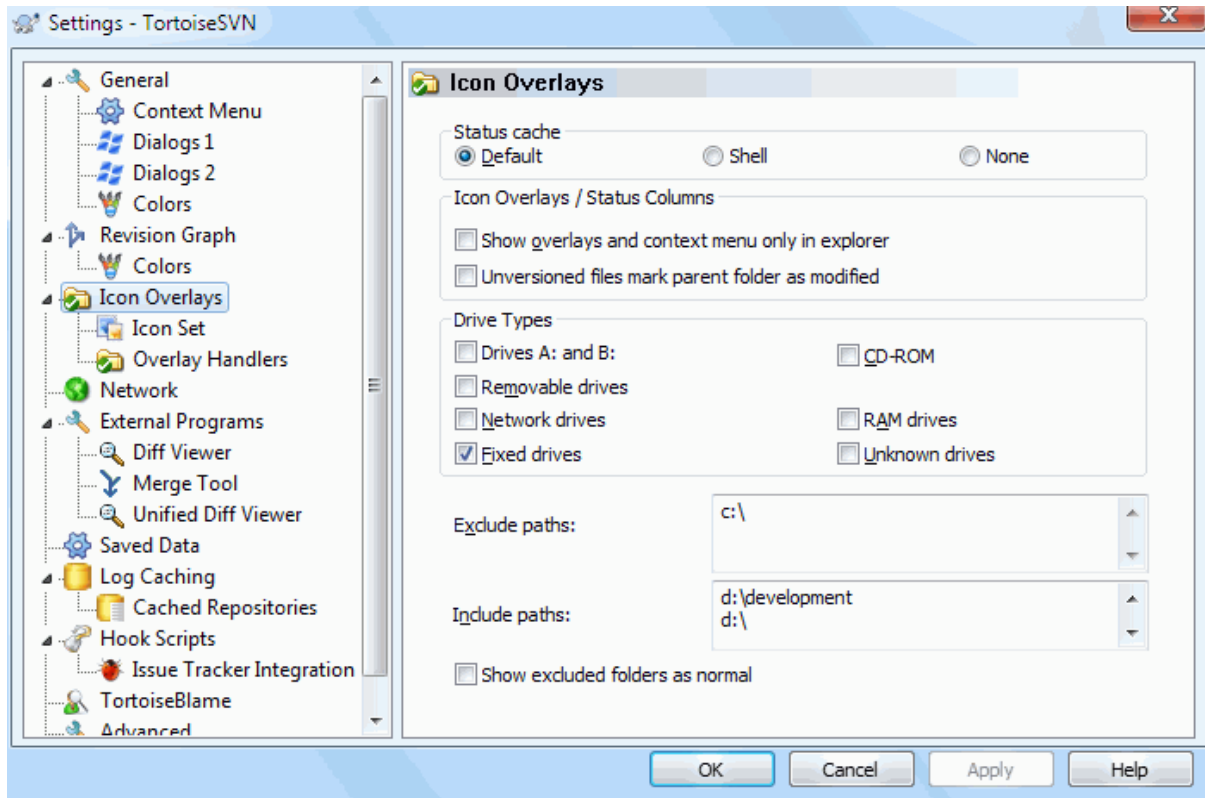 Settings - TortoiseSVN
General
Context Menu
Dialogs 1
Dialogs 2
Colors
Revision Graph
Colors
Icon Overlays
Icon Set
Overlay Handlers
Network
External Programs
Diff Viewer
Merge Tool
Unified Diff Viewer
Saved Data
Log Caching
Cached Repositories
Hook Scripts
Issue Tracker Integration
TortoiseBlame
Advanced
Icon Overlays
Status cache
Default
Shell
None
Icon Overlays / Status Columns
Show overlays and context menu only in explorer
Unversioned files mark parent folder as modified
Drive Types
Drives A: and B:
CD-ROM
Removable drives
Network drives
RAM drives
Fixed drives
Unknown drives
Exclude paths:
c:\
Include paths:
d:\development
d:\
Show excluded folders as normal
OK
Cancel
Apply
Help